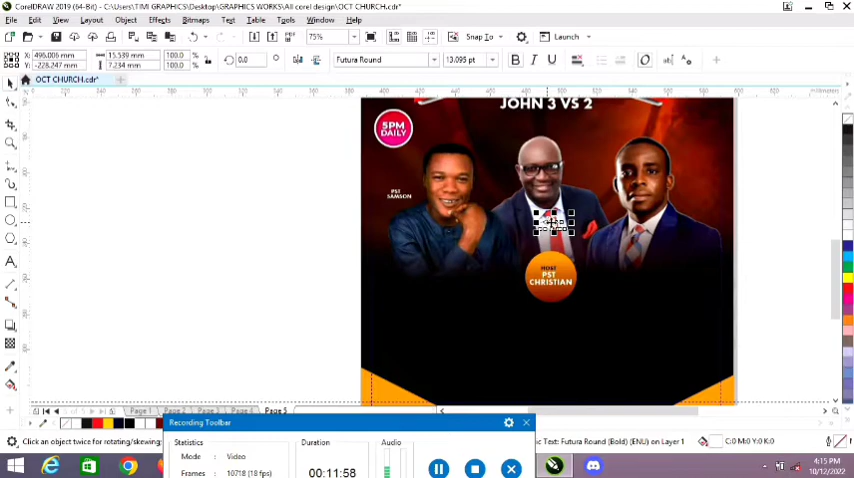 CorelDRAW 2019 (64-Bit) - C:\Users\TIMI GRAPHICS\Desktop\GRAPHICS WORKS\All corel design\OCT CHURCH.cdr*
File Edit View Layout Object Effects Bitmaps Text Table Tools Window Help
75% Snap To Launch
X: 496.006 mm 15.539 mm 100.0 %
Y: -228.247 mm 7.234 mm 100.0 %
0.0 Futura Round 13.095 pt
OCT CHURCH.cdr*
JOHN 3 VS 2
5PM
DAILY
PST
SAMSON
HOST
PST
CHRISTIAN
5 of 5 Page 1 Page 2 Page 3 Page 4 Page 5
Recording Toolbar
Click an object twice for rotating/skewing;
ic Text: Futura Round (Bold) (ENU) on Layer 1
C:0 M:0 Y:0 K:0
Statistics Duration Audio
Mode : Video
Frames : 10718 (18 fps)
00:11:58
4:15 PM
10/12/2022